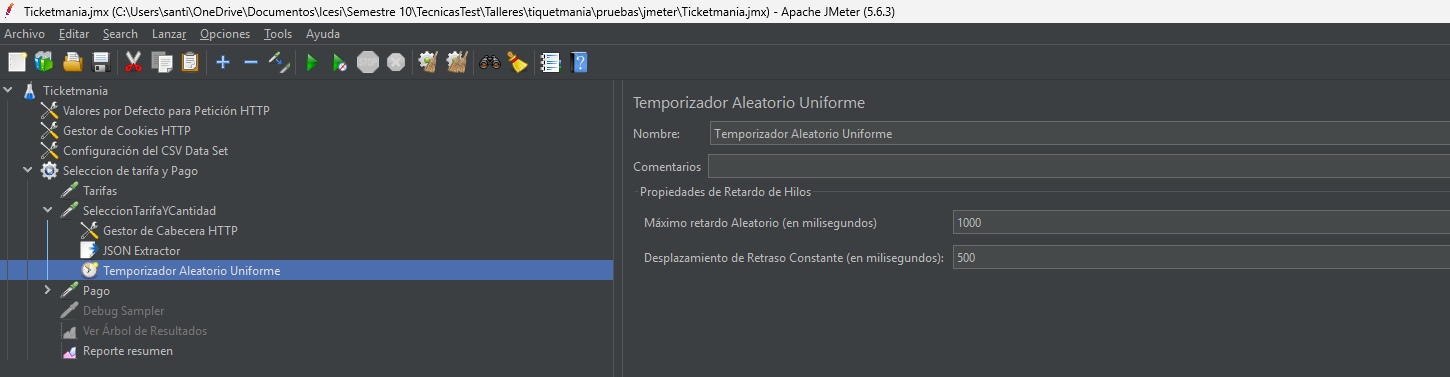 Ticketmania.jmx (C:\Users\santi\OneDrive\Documentos\Icesi\Semestre 10\TecnicasTest\Talleres\tiquetmania\pruebas\jmeter\Ticketmania.jmx) - Apache JMeter (5.6.3)
Archivo Editar Search Lanzar Opciones Tools Ayuda
STOP
Ticketmania
Valores por Defecto para Petición HTTP
Gestor de Cookies HTTP
Configuración del CSV Data Set
Seleccion de tarifa y Pago
Tarifas
SeleccionTarifaYCantidad
Gestor de Cabecera HTTP
JSON Extractor
Temporizador Aleatorio Uniforme
Pago
Debug Sampler
Ver Árbol de Resultados
Reporte resumen
Temporizador Aleatorio Uniforme
Nombre: Temporizador Aleatorio Uniforme
Comentarios
Propiedades de Retardo de Hilos
Máximo retardo Aleatorio (en milisegundos) 1000
Desplazamiento de Retraso Constante (en milisegundos): 500